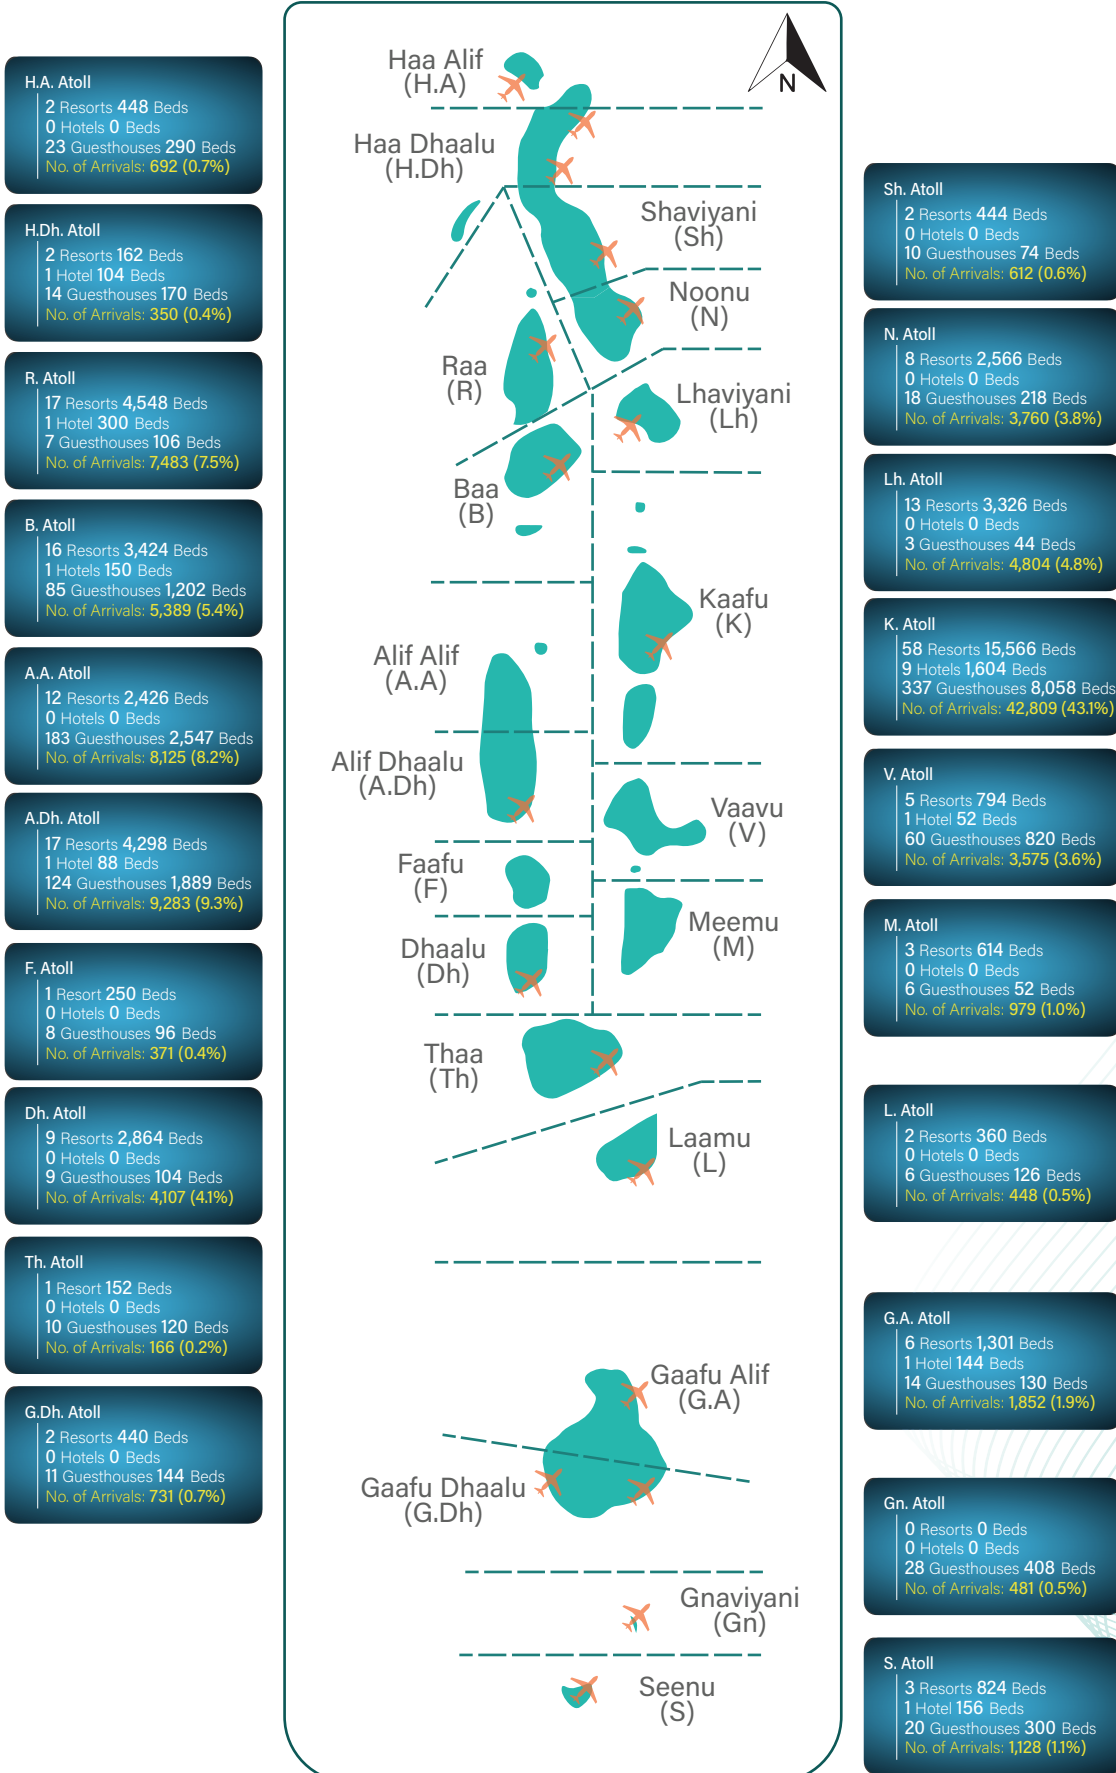 H.A. Atoll
2 Resorts 448 Beds
0 Hotels 0 Beds
23 Guesthouses 290 Beds
No. of Arrivals: 692 (0.7%)
H.Dh. Atoll
2 Resorts 162 Beds
1 Hotel 104 Beds
14 Guesthouses 170 Beds
No. of Arrivals: 350 (0.4%)
R. Atoll
17 Resorts 4,548 Beds
1 Hotel 300 Beds
7 Guesthouses 106 Beds
No. of Arrivals: 7,483 (7.5%)
B. Atoll
16 Resorts 3,424 Beds
1 Hotels 150 Beds
85 Guesthouses 1,202 Beds
No. of Arrivals: 5,389 (5.4%)
A.A. Atoll
12 Resorts 2,426 Beds
0 Hotels 0 Beds
183 Guesthouses 2,547 Beds
No. of Arrivals: 8,125 (8.2%)
A.Dh. Atoll
17 Resorts 4,298 Beds
1 Hotel 88 Beds
124 Guesthouses 1,889 Beds
No. of Arrivals: 9,283 (9.3%)
F. Atoll
1 Resort 250 Beds
0 Hotels 0 Beds
8 Guesthouses 96 Beds
No. of Arrivals: 371 (0.4%)
Dh. Atoll
9 Resorts 2,864 Beds
0 Hotels 0 Beds
9 Guesthouses 104 Beds
No. of Arrivals: 4,107 (4.1%)
Th. Atoll
1 Resort 152 Beds
0 Hotels 0 Beds
10 Guesthouses 120 Beds
No. of Arrivals: 166 (0.2%)
G.Dh. Atoll
2 Resorts 440 Beds
0 Hotels 0 Beds
11 Guesthouses 144 Beds
No. of Arrivals: 731 (0.7%)
N
Haa Alif
(H.A)
Haa Dhaalu
(H.Dh)
Shaviyani
(Sh)
Noonu
(N)
Raa
(R)
Lhaviyani
(Lh)
Baa
(B)
Kaafu
(K)
Alif Alif
(A.A)
Alif Dhaalu
(A.Dh)
Vaavu
(V)
Faafu
(F)
Meemu
(M)
Dhaalu
(Dh)
Thaa
(Th)
Laamu
(L)
Gaafu Alif
(G.A)
Gaafu Dhaalu
(G.Dh)
Gnaviyani
(Gn)
Seenu
(S)
Sh. Atoll
2 Resorts 444 Beds
0 Hotels 0 Beds
10 Guesthouses 74 Beds
No. of Arrivals: 612 (0.6%)
N. Atoll
8 Resorts 2,566 Beds
0 Hotels 0 Beds
18 Guesthouses 218 Beds
No. of Arrivals: 3,760 (3.8%)
Lh. Atoll
13 Resorts 3,326 Beds
0 Hotels 0 Beds
3 Guesthouses 44 Beds
No. of Arrivals: 4,804 (4.8%)
K. Atoll
58 Resorts 15,566 Beds
9 Hotels 1,604 Beds
337 Guesthouses 8,058 Beds
No. of Arrivals: 42,809 (43.1%)
V. Atoll
5 Resorts 794 Beds
1 Hotel 52 Beds
60 Guesthouses 820 Beds
No. of Arrivals: 3,575 (3.6%)
M. Atoll
3 Resorts 614 Beds
0 Hotels 0 Beds
6 Guesthouses 52 Beds
No. of Arrivals: 979 (1.0%)
L. Atoll
2 Resorts 360 Beds
0 Hotels 0 Beds
6 Guesthouses 126 Beds
No. of Arrivals: 448 (0.5%)
G.A. Atoll
6 Resorts 1,301 Beds
1 Hotel 144 Beds
14 Guesthouses 130 Beds
No. of Arrivals: 1,852 (1.9%)
Gn. Atoll
0 Resorts 0 Beds
0 Hotels 0 Beds
28 Guesthouses 408 Beds
No. of Arrivals: 481 (0.5%)
S. Atoll
3 Resorts 824 Beds
1 Hotel 156 Beds
20 Guesthouses 300 Beds
No. of Arrivals: 1,128 (1.1%)